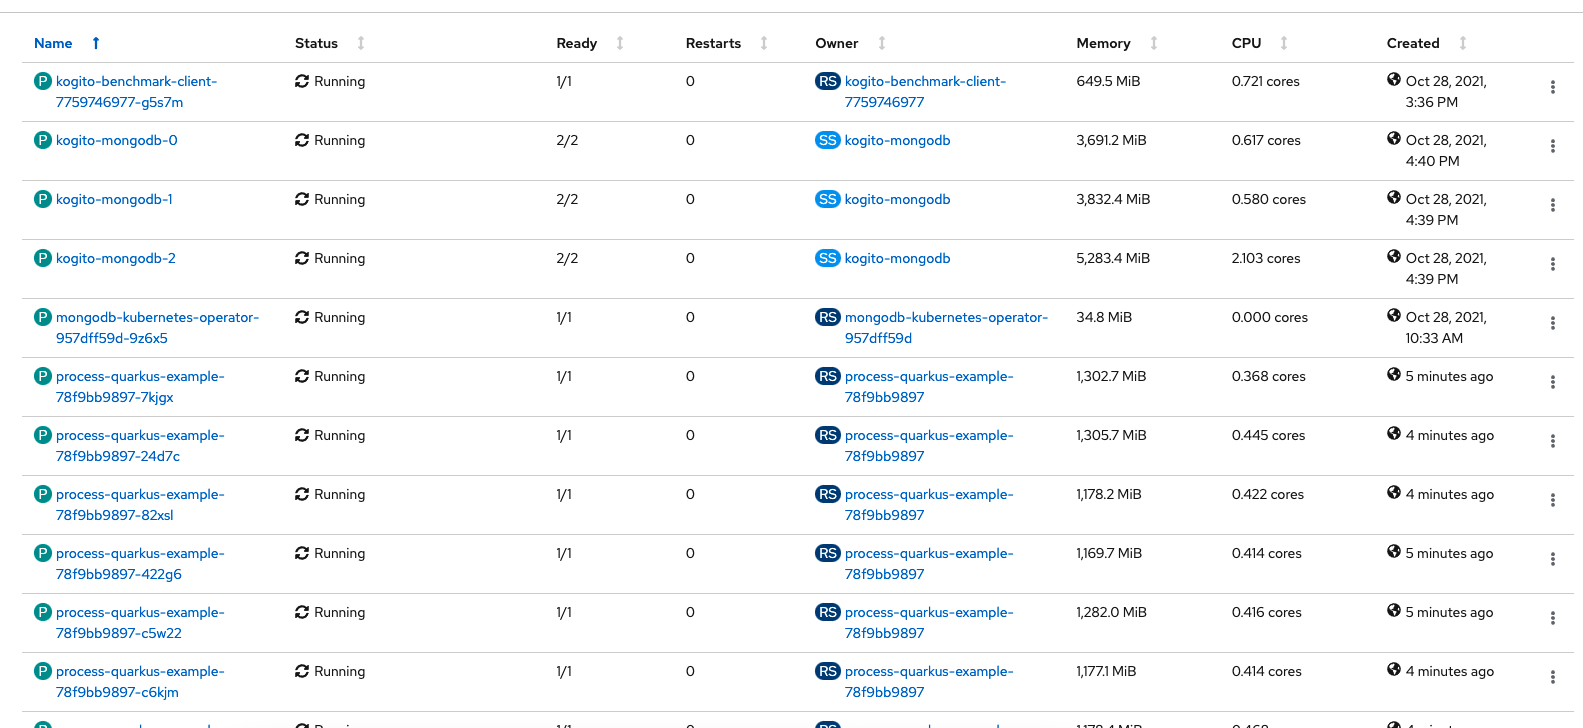 Name Status Ready Restarts Owner Memory CPU Created
P kogito-benchmark-client- Running 1/1 0 RS kogito-benchmark-client- 649.5 MiB 0.721 cores Oct 28, 2021,
7759746977-g5s7m 7759746977 3:36 PM
P kogito-mongodb-0 Running 2/2 0 SS kogito-mongodb 3,691.2 MiB 0.617 cores Oct 28, 2021,
4:40 PM
P kogito-mongodb-1 Running 2/2 0 SS kogito-mongodb 3,832.4 MiB 0.580 cores Oct 28, 2021,
4:39 PM
P kogito-mongodb-2 Running 2/2 0 SS kogito-mongodb 5,283.4 MiB 2.103 cores Oct 28, 2021,
4:39 PM
P mongodb-kubernetes-operator- Running 1/1 0 RS mongodb-kubernetes-operator- 34.8 MiB 0.000 cores Oct 28, 2021,
957dff59d-9z6x5 957dff59d 10:33 AM
P process-quarkus-example- Running 1/1 0 RS process-quarkus-example- 1,302.7 MiB 0.368 cores 5 minutes ago
78f9bb9897-7kjgx 78f9bb9897
P process-quarkus-example- Running 1/1 0 RS process-quarkus-example- 1,305.7 MiB 0.445 cores 4 minutes ago
78f9bb9897-24d7c 78f9bb9897
P process-quarkus-example- Running 1/1 0 RS process-quarkus-example- 1,178.2 MiB 0.422 cores 4 minutes ago
78f9bb9897-82xsl 78f9bb9897
P process-quarkus-example- Running 1/1 0 RS process-quarkus-example- 1,169.7 MiB 0.414 cores 5 minutes ago
78f9bb9897-422g6 78f9bb9897
P process-quarkus-example- Running 1/1 0 RS process-quarkus-example- 1,282.0 MiB 0.416 cores 5 minutes ago
78f9bb9897-c5w22 78f9bb9897
P process-quarkus-example- Running 1/1 0 RS process-quarkus-example- 1,177.1 MiB 0.414 cores 4 minutes ago
78f9bb9897-c6kjm 78f9bb9897